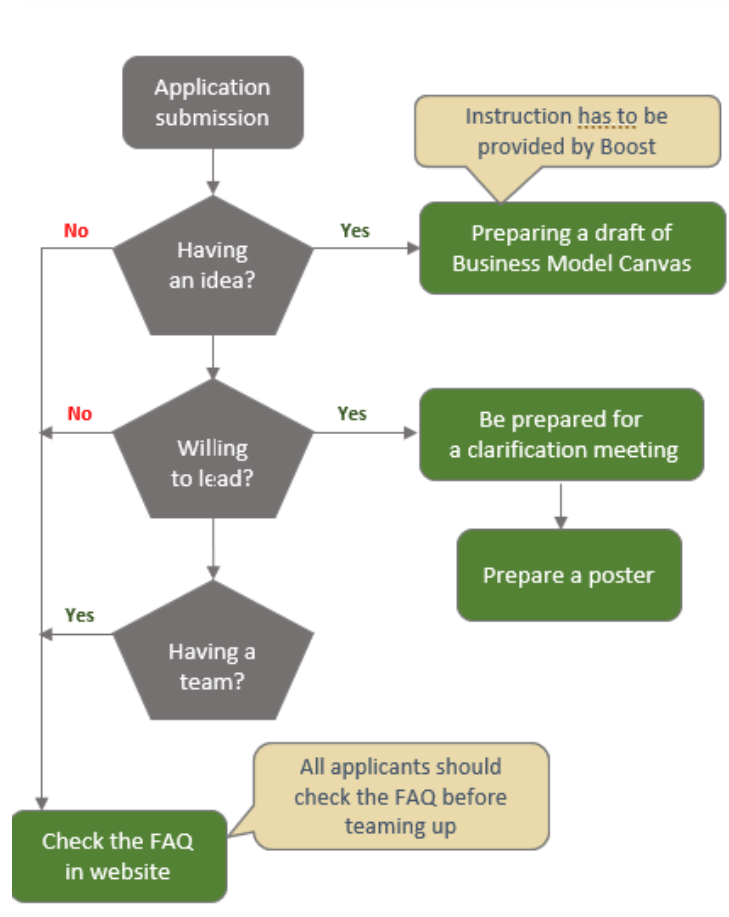 Application
submission
Instruction has to be
provided by Boost
No
Having
an idea?
Yes
Preparing a draft of
Business Model Canvas
No
Willing
to lead?
Yes
Be prepared for
a clarification meeting
Prepare a poster
Yes
Having a
team?
All applicants should
check the FAQ before
teaming up
Check the FAQ
in website